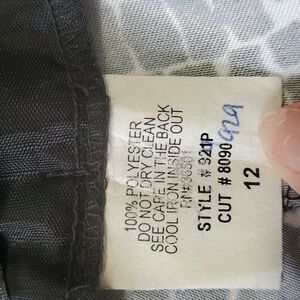 100% POLYESTER
DO NOT DRY CLEAN
SEE CARE IN THE BACK
COOL IRON INSIDE OUT
STYLE # 321P
CUT # 8090
929
12